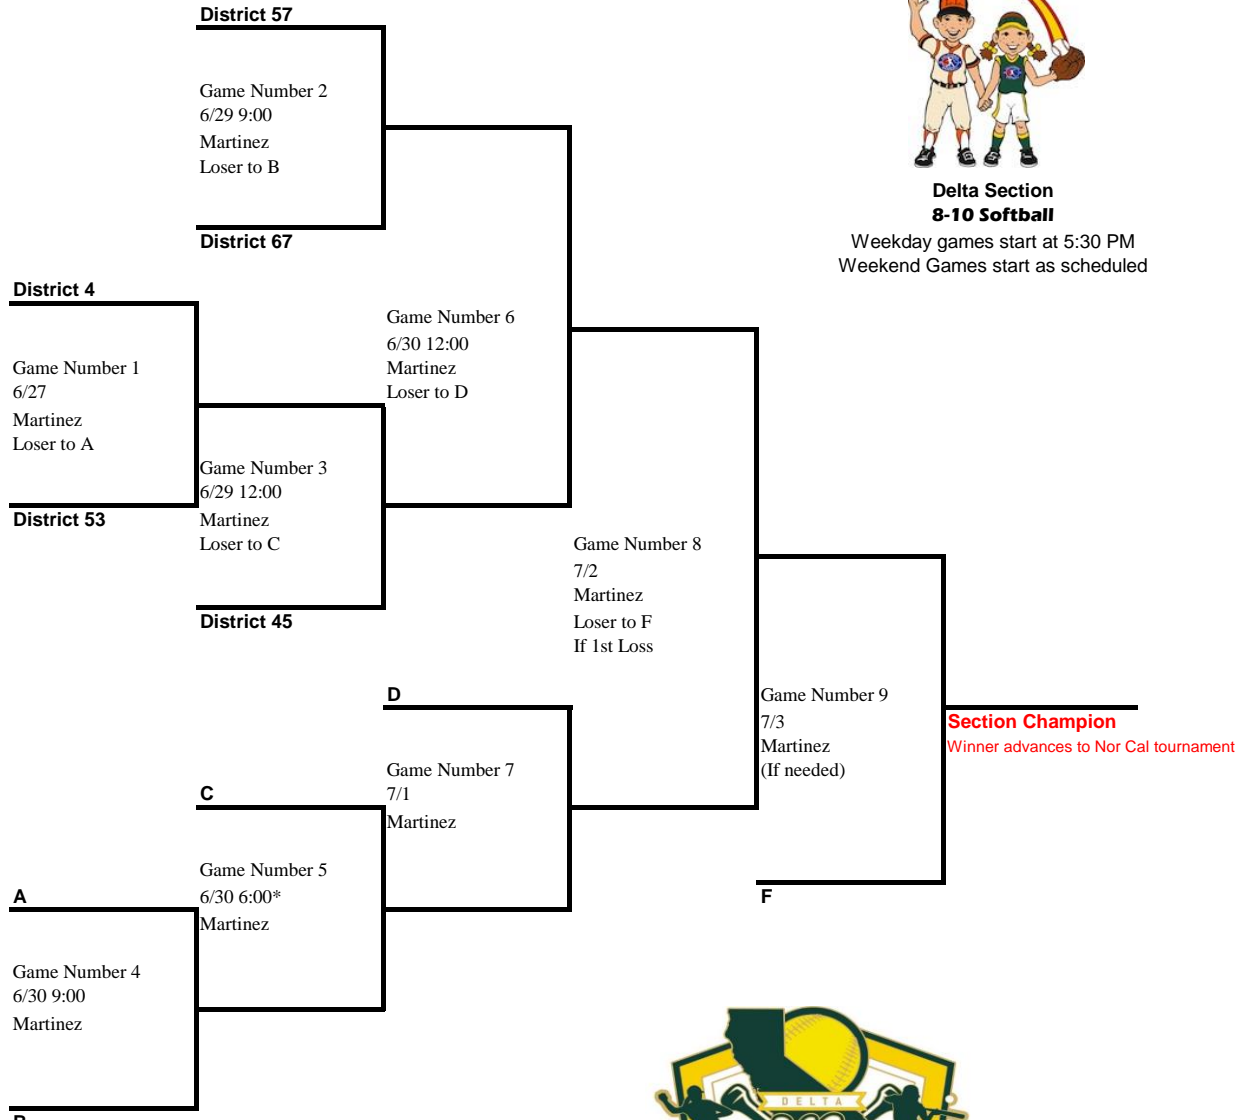 District 57
Game Number 2
6/29 9:00
Martinez
Loser to B
District 67
Delta Section
8-10 Softball
Weekday games start at 5:30 PM
Weekend Games start as scheduled
District 4
Game Number 1
6/27
Martinez
Loser to A
District 53
Game Number 6
6/30 12:00
Martinez
Loser to D
Game Number 3
6/29 12:00
Martinez
Loser to C
District 45
Game Number 8
7/2
Martinez
Loser to F
If 1st Loss
D
Game Number 9
7/3
Martinez
(If needed)
Section Champion
Winner advances to Nor Cal tournament
Game Number 7
7/1
Martinez
C
Game Number 5
6/30 6:00*
Martinez
F
A
Game Number 4
6/30 9:00
Martinez
B
DELTA